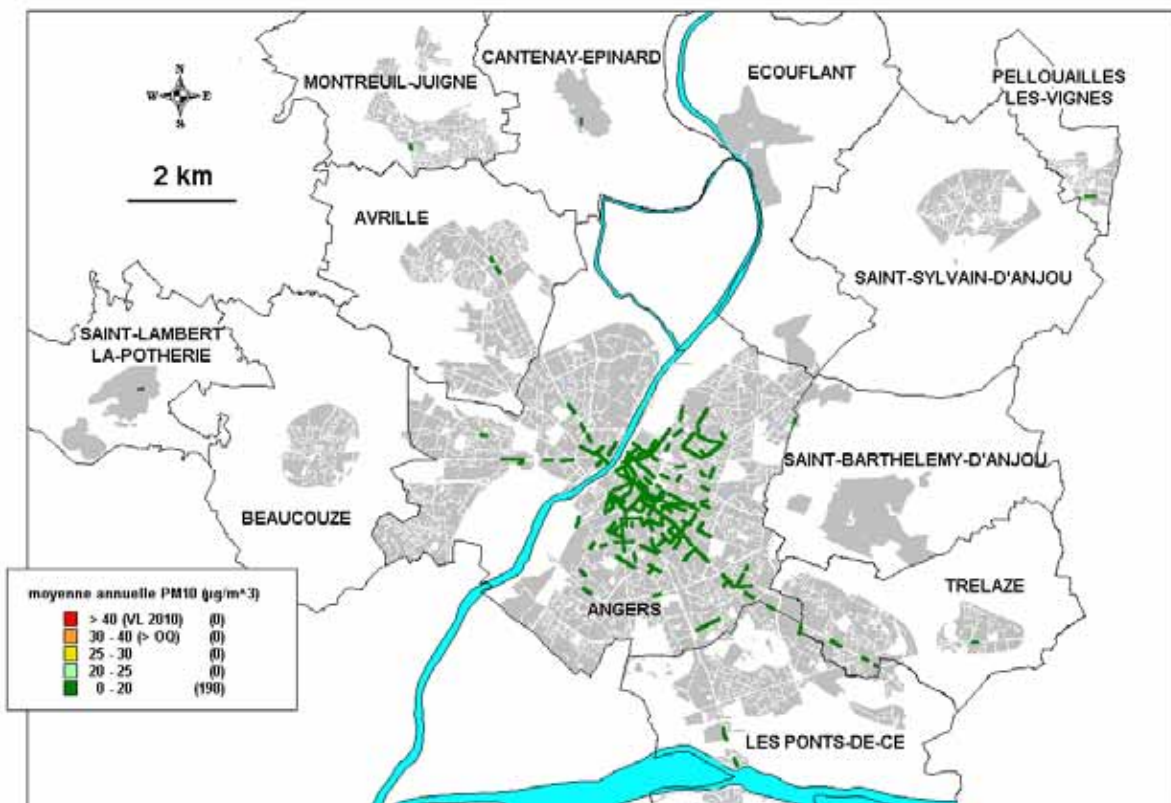 CANTENAY-EPINARD
ECOUFLANT
PELLOUAILLES
LES-VIGNES
MONTREUIL-JUIGNE
N
W E
S
2 km
AVRILLE
SAINT-SYLVAIN-D'ANJOU
SAINT-LAMBERT
LA-POTHERIE
SAINT-BARTHELEMY-D'ANJOU
BEAUCOUZE
TRELAZE
ANGERS
LES PONTS-DE-CE
moyenne annuelle PM10 (µg/m^3)
> 40 (VL 2010) (0)
30 - 40 (> OQ) (0)
25 - 30 (0)
20 - 25 (0)
0 - 20 (190)